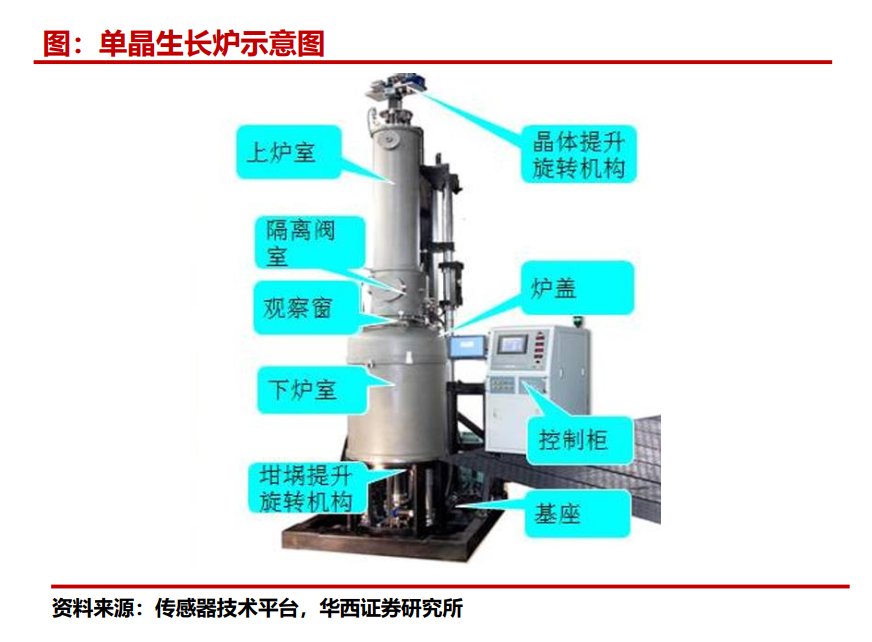 图：单晶生长炉示意图
晶体提升
旋转机构
上炉室
隔离阀
室
炉盖
观察窗
下炉室
控制柜
坩埚提升
旋转机构
基座
资料来源：传感器技术平台，华西证券研究所